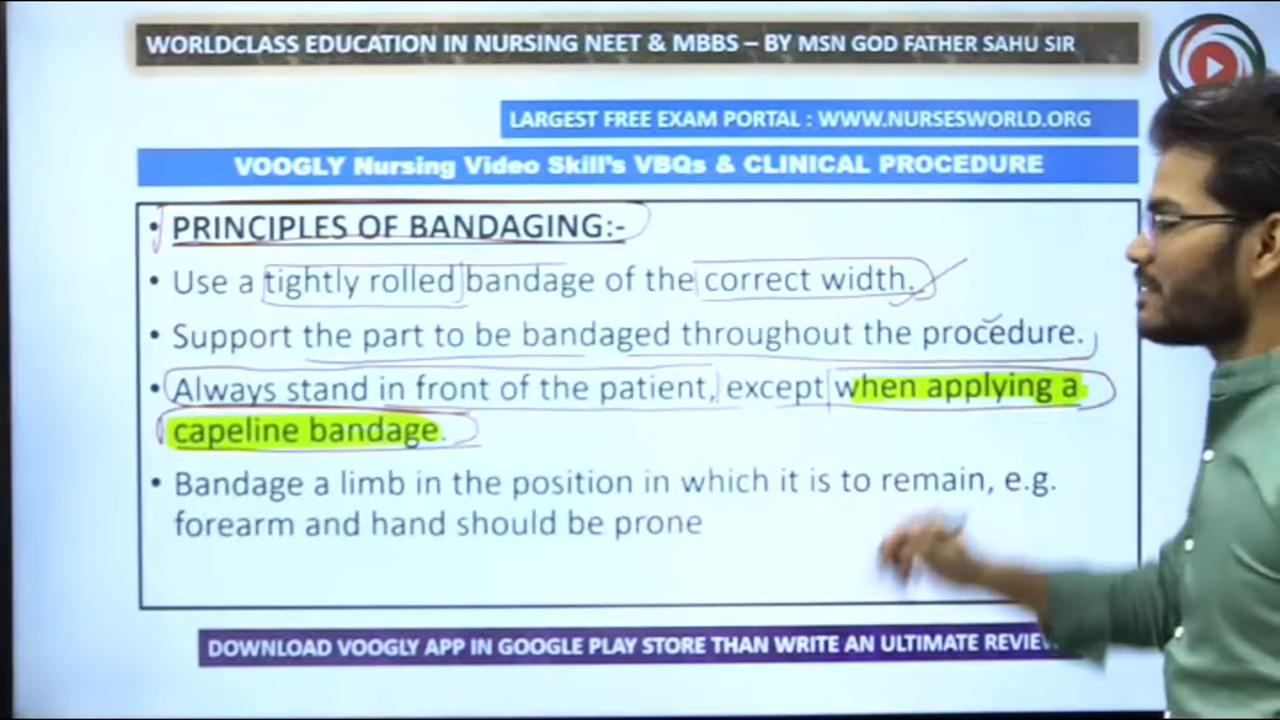 WORLDCLASS EDUCATION IN NURSING NEET & MBBS – BY MSN GOD FATHER SAHU SIR
LARGEST FREE EXAM PORTAL : WWW.NURSESWORLD.ORG
VOOGLY Nursing Video Skill's VBQs & CLINICAL PROCEDURE
• PRINCIPLES OF BANDAGING:-
• Use a tightly rolled bandage of the correct width.
• Support the part to be bandaged throughout the procedure.
• Always stand in front of the patient, except when applying a
capeline bandage.
• Bandage a limb in the position in which it is to remain, e.g.
forearm and hand should be prone
DOWNLOAD VOOGLY APP IN GOOGLE PLAY STORE THAN WRITE AN ULTIMATE REVIEW